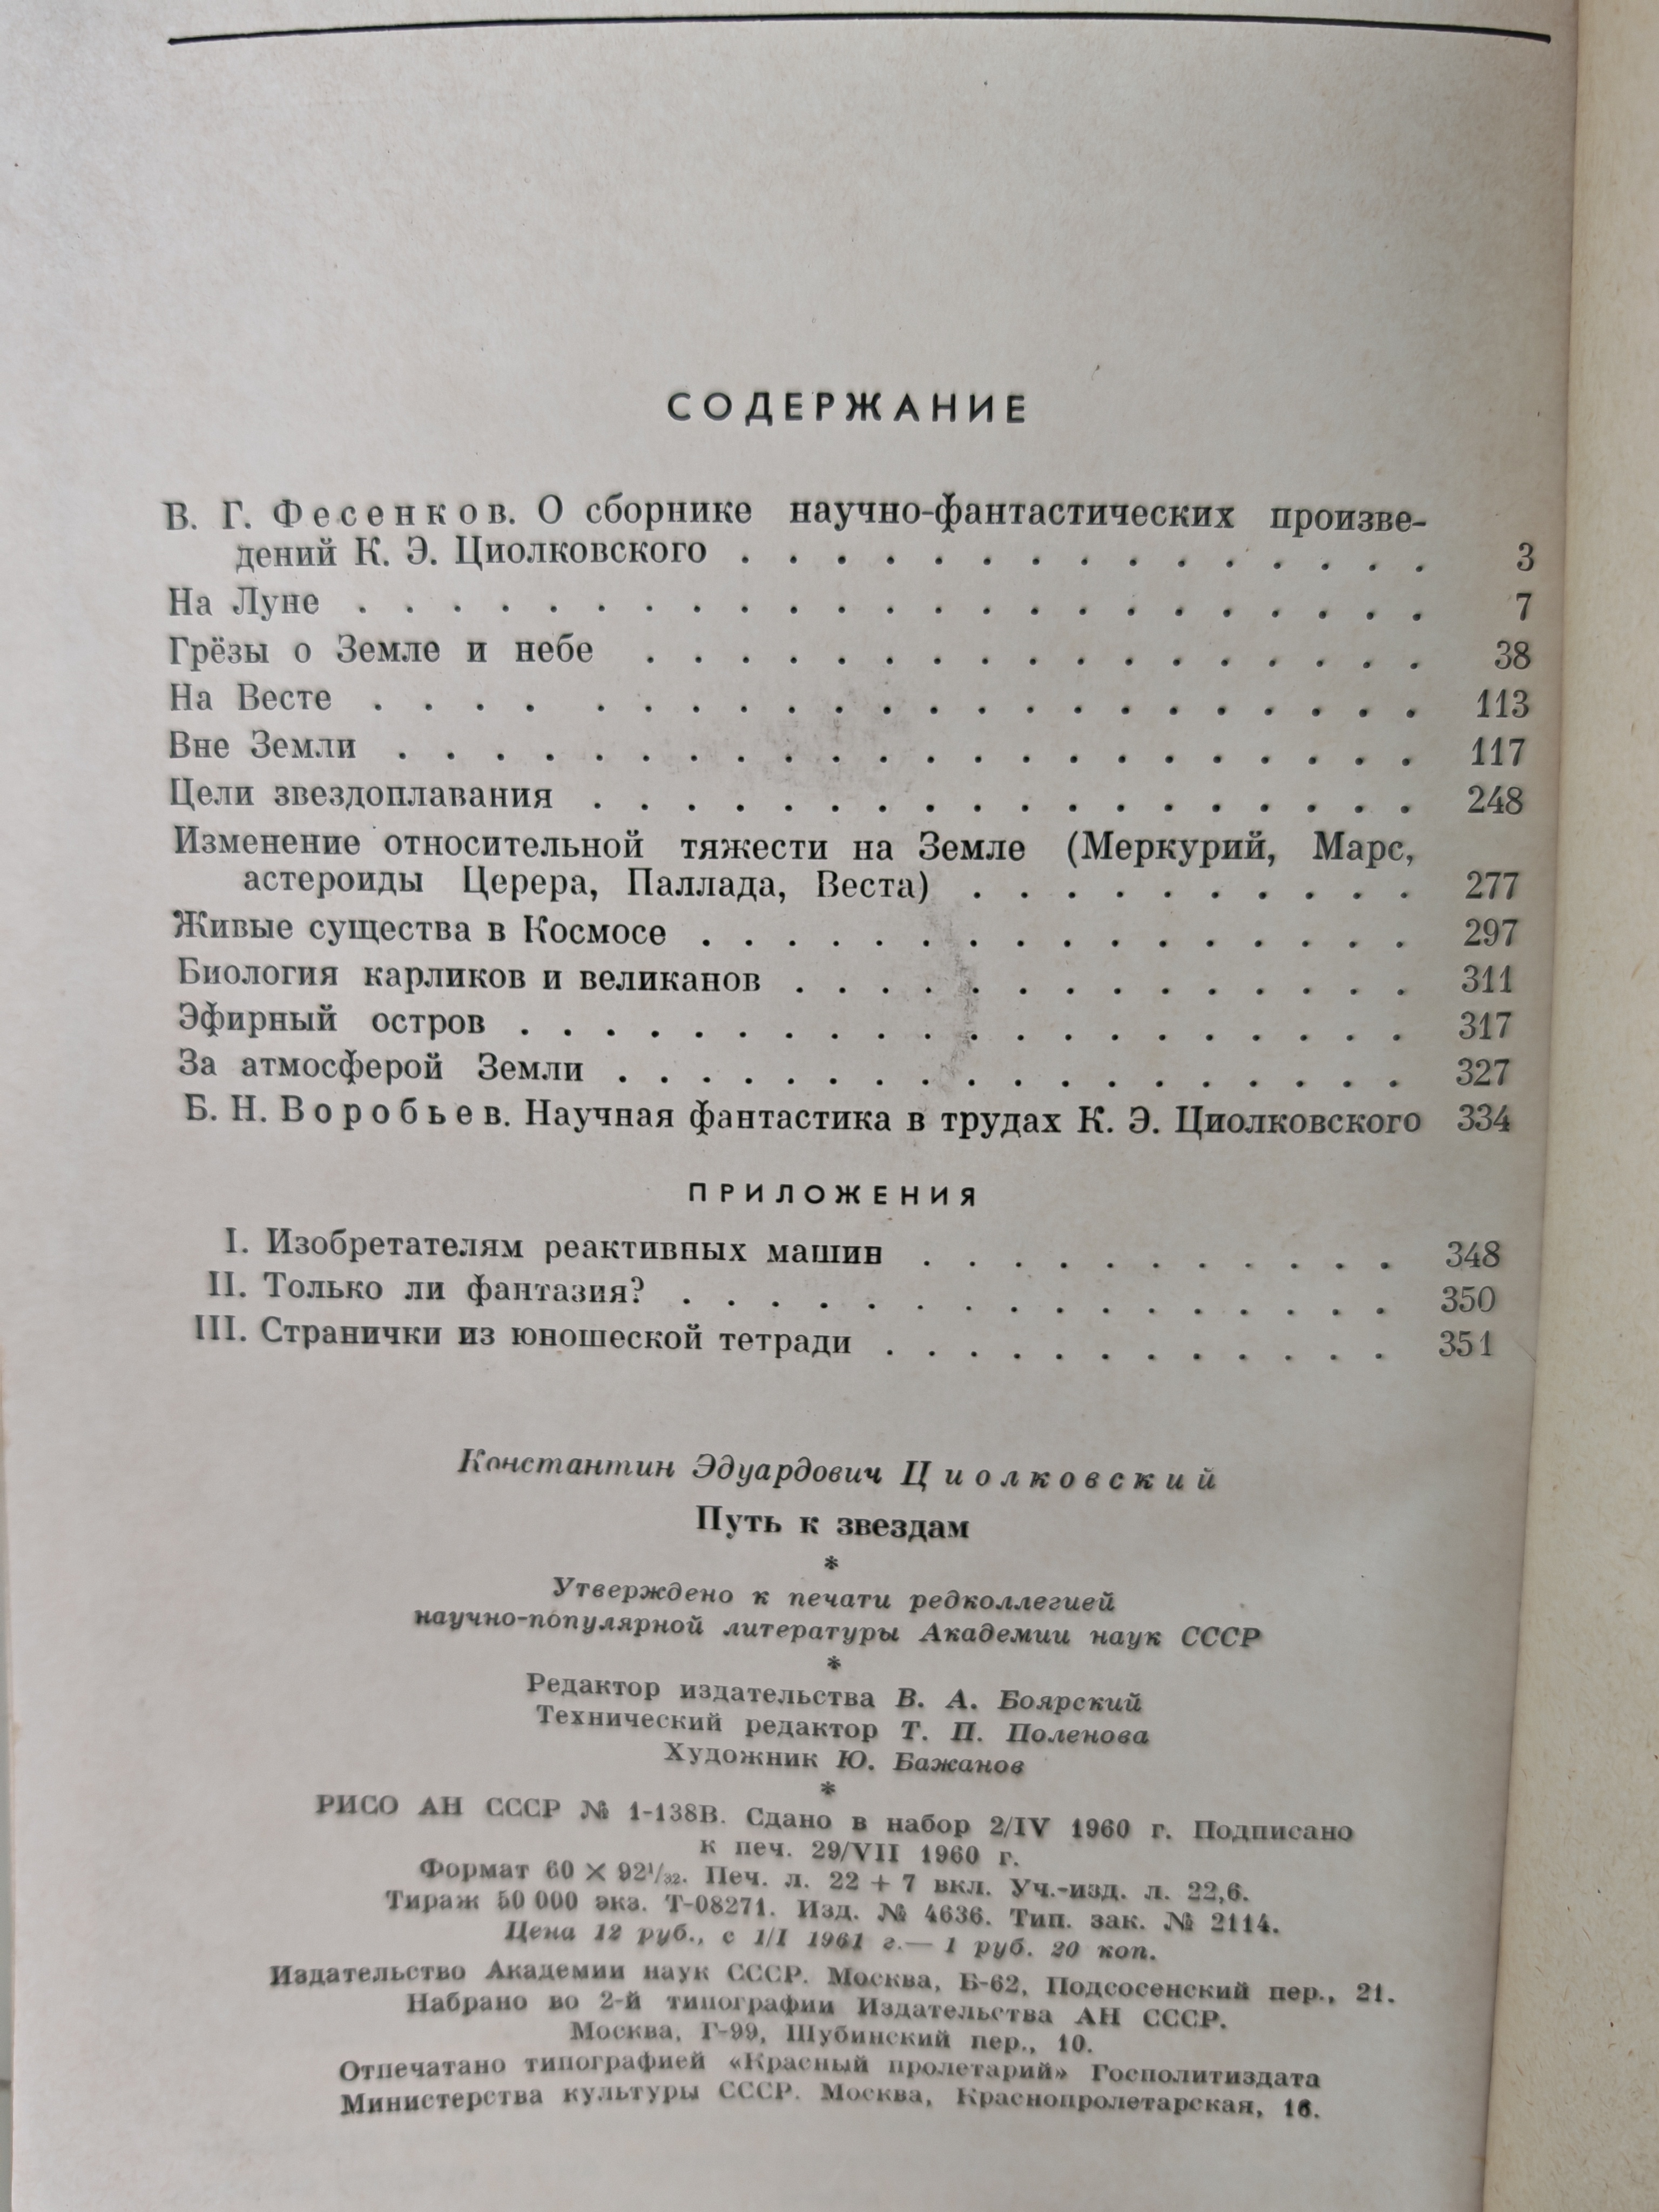 СОДЕРЖАНИЕ
В. Г. Фесенков. О сборнике научно-фантастических произве-
дений К. Э. Циолковского . . . . . . . . . . . . . . . 3
На Луне . . . . . . . . . . . . . . . . . . . . . . . 7
Грёзы о Земле и небе . . . . . . . . . . . . . . . . . 38
На Весте . . . . . . . . . . . . . . . . . . . . . . 113
Вне Земли . . . . . . . . . . . . . . . . . . . . . . 117
Цели звездоплавания . . . . . . . . . . . . . . . . . . 248
Изменение относительной тяжести на Земле (Меркурий, Марс,
астероиды Церера, Паллада, Веста) . . . . . . . . . . 277
Живые существа в Космосе . . . . . . . . . . . . . . . . 297
Биология карликов и великанов . . . . . . . . . . . . . . 311
Эфирный остров . . . . . . . . . . . . . . . . . . . . 317
За атмосферой Земли . . . . . . . . . . . . . . . . . . 327
Б. Н. Воробьев. Научная фантастика в трудах К. Э. Циолковского 334
ПРИЛОЖЕНИЯ
I. Изобретателям реактивных машин . . . . . . . . . . . 348
II. Только ли фантазия? . . . . . . . . . . . . . . . . 350
III. Странички из юношеской тетради . . . . . . . . . . . . 351
Константин Эдуардович Циолковский
Путь к звездам
*
Утверждено к печати редколлегией
научно-популярной литературы Академии наук СССР
*
Редактор издательства В. А. Боярский
Технический редактор Т. П. Поленова
Художник Ю. Бажанов
*
РИСО АН СССР № 1-138В. Сдано в набор 2/IV 1960 г. Подписано
к печ. 29/VII 1960 г.
Формат 60 × 92¹/₃₂. Печ. л. 22 + 7 вкл. Уч.-изд. л. 22,6.
Тираж 50 000 экз. Т-08271. Изд. № 4636. Тип. зак. № 2114.
Цена 12 руб., с 1/I 1961 г.— 1 руб. 20 коп.
Издательство Академии наук СССР. Москва, Б-62, Подсосенский пер., 21.
Набрано во 2-й типографии Издательства АН СССР.
Москва, Г-99, Шубинский пер., 10.
Отпечатано типографией «Красный пролетарий» Госполитиздата
Министерства культуры СССР. Москва, Краснопролетарская, 16.